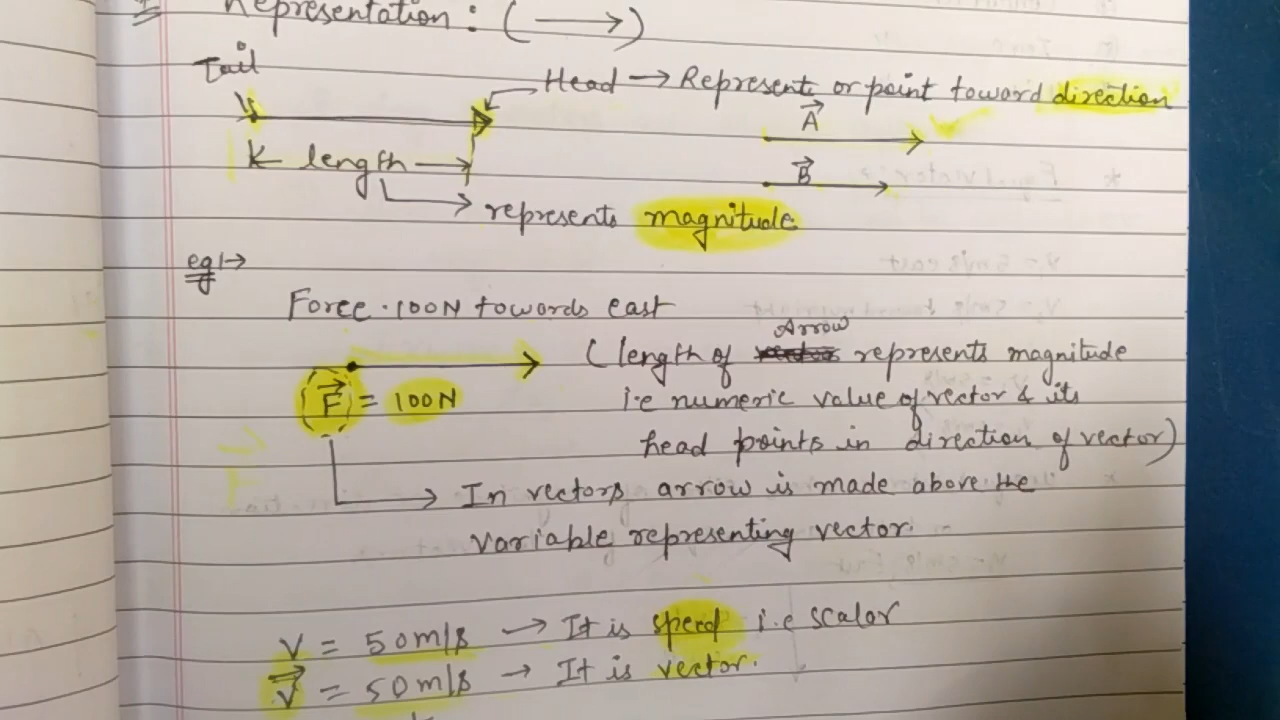 Representation : ( → )
Tail
Head → Represents or point toward direction
A
K length →
B
represents magnitude
eg1→
Force . 100N towards east
Arrow
( length of represents magnitude
F = 100N
i.e numeric value of vector & its
head points in direction of vector)
In vectors arrow is made above the
variable representing vector.
V = 50m/s → It is speed i.e scalar
V = 50m/s → It is vector.